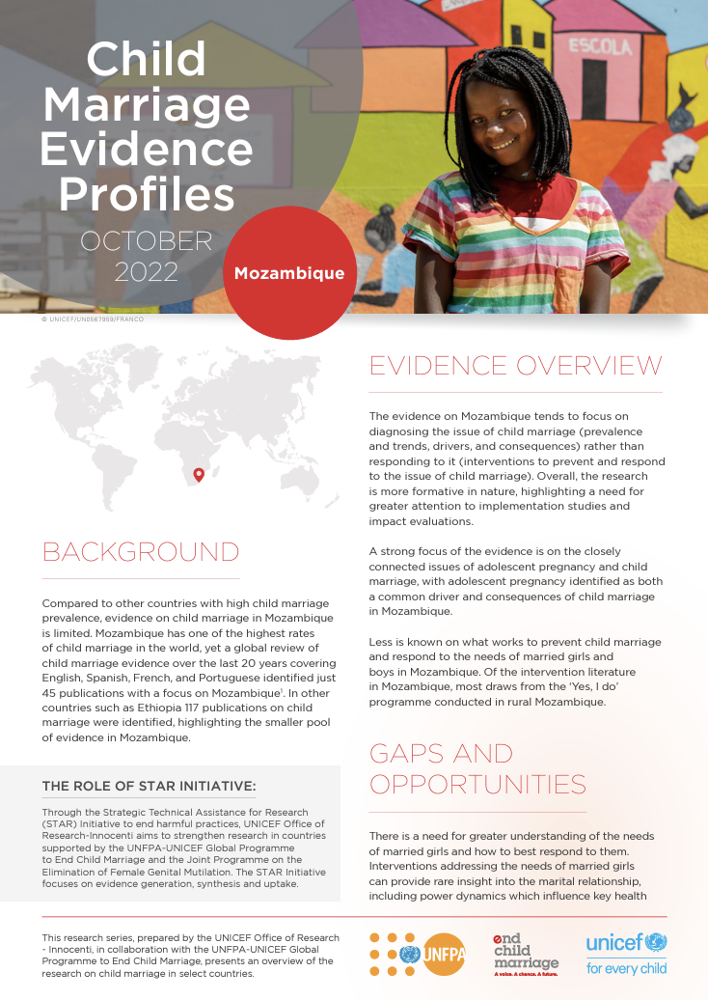 Child
Marriage
Evidence
Profiles
OCTOBER
2022
Mozambique
ESCOLA
© UNICEF/UN0567959/FRANCO
BACKGROUND
Compared to other countries with high child marriage
prevalence, evidence on child marriage in Mozambique
is limited. Mozambique has one of the highest rates
of child marriage in the world, yet a global review of
child marriage evidence over the last 20 years covering
English, Spanish, French, and Portuguese identified just
45 publications with a focus on Mozambique¹. In other
countries such as Ethiopia 117 publications on child
marriage were identified, highlighting the smaller pool
of evidence in Mozambique.
THE ROLE OF STAR INITIATIVE:
Through the Strategic Technical Assistance for Research
(STAR) Initiative to end harmful practices, UNICEF Office of
Research-Innocenti aims to strengthen research in countries
supported by the UNFPA-UNICEF Global Programme
to End Child Marriage and the Joint Programme on the
Elimination of Female Genital Mutilation. The STAR Initiative
focuses on evidence generation, synthesis and uptake.
EVIDENCE OVERVIEW
The evidence on Mozambique tends to focus on
diagnosing the issue of child marriage (prevalence
and trends, drivers, and consequences) rather than
responding to it (interventions to prevent and respond
to the issue of child marriage). Overall, the research
is more formative in nature, highlighting a need for
greater attention to implementation studies and
impact evaluations.
A strong focus of the evidence is on the closely
connected issues of adolescent pregnancy and child
marriage, with adolescent pregnancy identified as both
a common driver and consequences of child marriage
in Mozambique.
Less is known on what works to prevent child marriage
and respond to the needs of married girls and
boys in Mozambique. Of the intervention literature
in Mozambique, most draws from the ‘Yes, I do’
programme conducted in rural Mozambique.
GAPS AND
OPPORTUNITIES
There is a need for greater understanding of the needs
of married girls and how to best respond to them.
Interventions addressing the needs of married girls
can provide rare insight into the marital relationship,
including power dynamics which influence key health
This research series, prepared by the UNICEF Office of Research
- Innocenti, in collaboration with the UNFPA-UNICEF Global
Programme to End Child Marriage, presents an overview of the
research on child marriage in select countries.
UNFPA
end
child
marriage
A voice. A chance. A future.
unicef
for every child